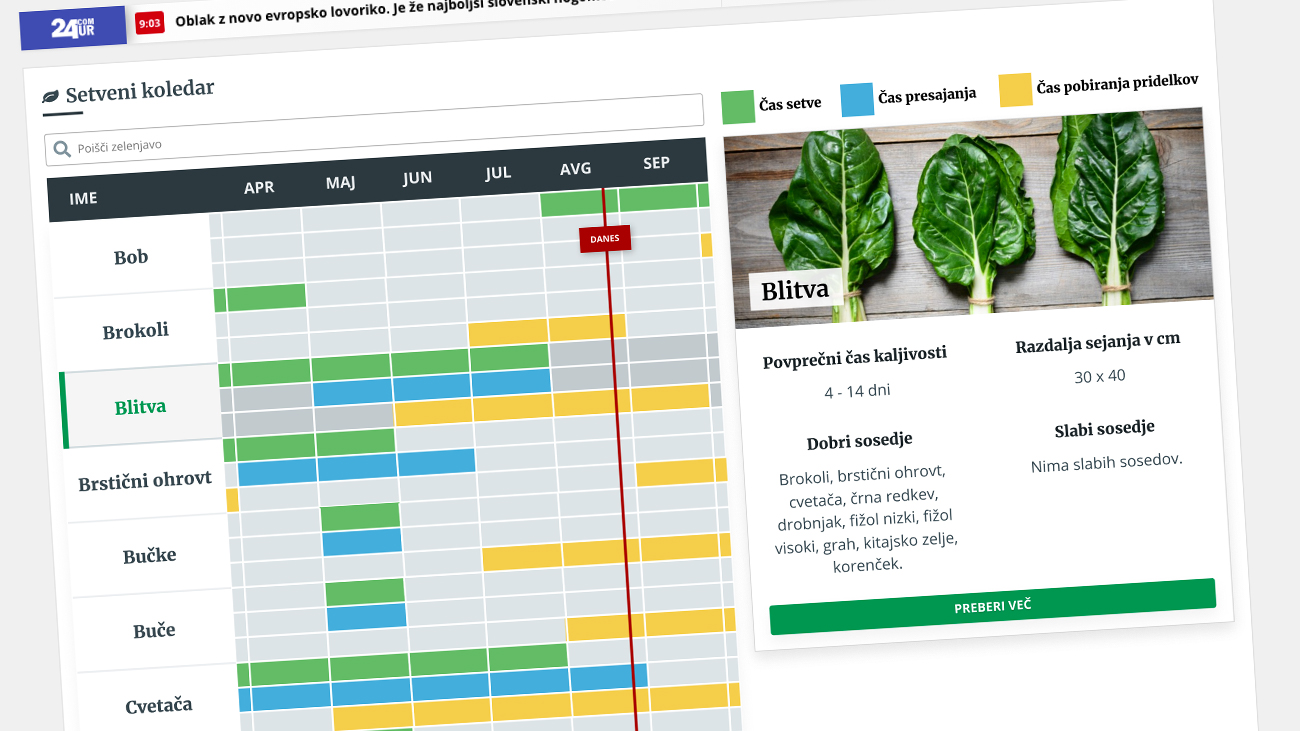 24UR.COM
9:03
Oblak z novo evropsko lovoriko. Je že najboljši slovenski
Setveni koledar
Poišči zelenjavo
IME
APR
MAJ
JUN
JUL
AVG
SEP
DANES
Bob
Brokoli
Blitva
Brstični ohrovt
Bučke
Buče
Cvetača
Čas setve
Čas presajanja
Čas pobiranja pridelkov
Blitva
Povprečni čas kaljivosti
4 - 14 dni
Razdalja sejanja v cm
30 x 40
Dobri sosedje
Brokoli, brstični ohrovt,
cvetača, črna redkev,
drobnjak, fižol nizki, fižol
visoki, grah, kitajsko zelje,
korenček.
Slabi sosedje
Nima slabih sosedov.
PREBERI VEČ